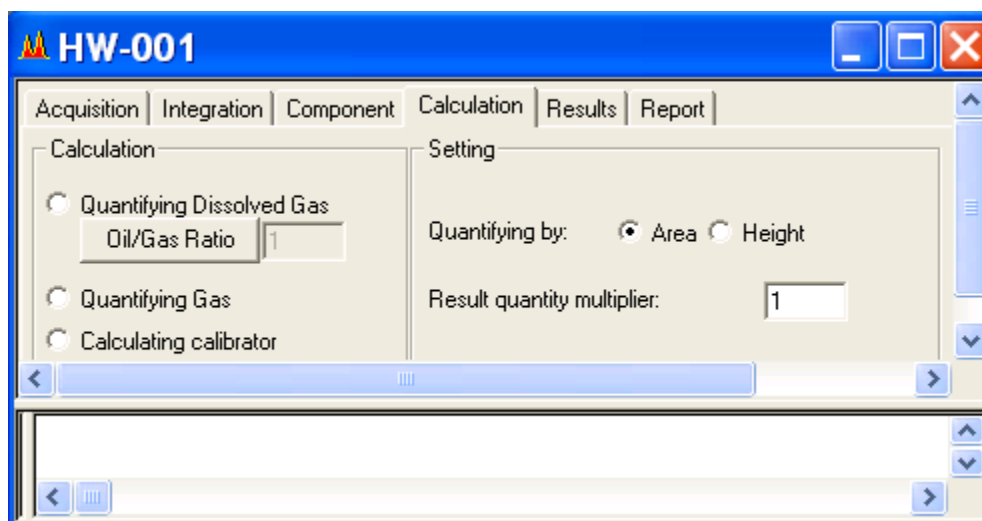 HW-001
Acquisition Integration Component Calculation Results Report
Calculation
Quantifying Dissolved Gas
Oil/Gas Ratio 1
Quantifying Gas
Calculating calibrator
Setting
Quantifying by: Area Height
Result quantity multiplier: 1